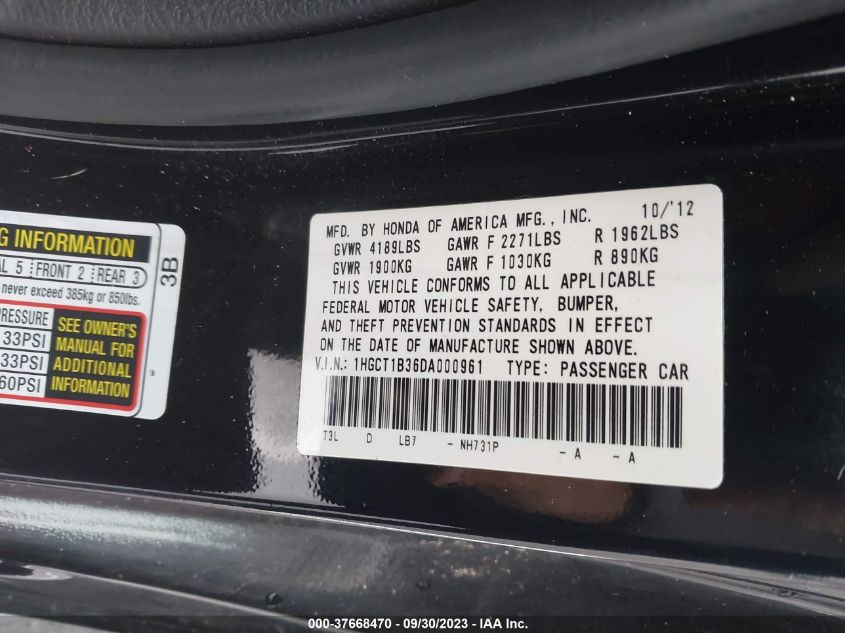 G INFORMATION
AL 5 FRONT 2 REAR 3
never exceed 385kg or 850lbs.
PRESSURE
33PSI
33PSI
60PSI
SEE OWNER'S
MANUAL FOR
ADDITIONAL
INFORMATION
3B
MFD. BY HONDA OF AMERICA MFG., INC. 10/'12
GVWR 4189LBS GAWR F 2271LBS R 1962LBS
GVWR 1900KG GAWR F 1030KG R 890KG
THIS VEHICLE CONFORMS TO ALL APPLICABLE
FEDERAL MOTOR VEHICLE SAFETY, BUMPER,
AND THEFT PREVENTION STANDARDS IN EFFECT
ON THE DATE OF MANUFACTURE SHOWN ABOVE.
V.I.N.: 1HGCT1B36DA000961 TYPE: PASSENGER CAR
T3L D LB7 - NH731P - A - A
000-37668470 - 09/30/2023 - IAA Inc.